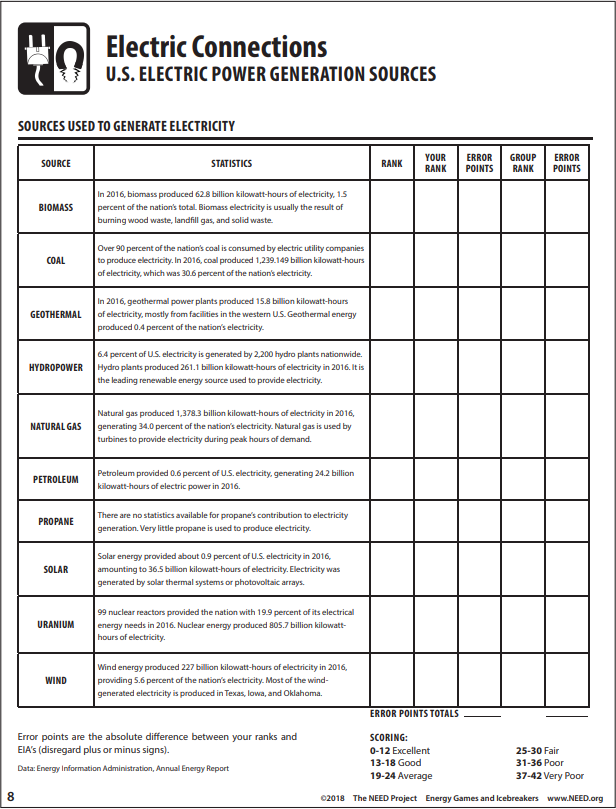 Electric Connections
U.S. ELECTRIC POWER GENERATION SOURCES
SOURCES USED TO GENERATE ELECTRICITY
SOURCE STATISTICS RANK YOUR RANK ERROR POINTS GROUP RANK ERROR POINTS
BIOMASS
In 2016, biomass produced 62.8 billion kilowatt-hours of electricity, 1.5
percent of the nation's total. Biomass electricity is usually the result of
burning wood waste, landfill gas, and solid waste.
COAL
Over 90 percent of the nation's coal is consumed by electric utility companies
to produce electricity. In 2016, coal produced 1,239.149 billion kilowatt-hours
of electricity, which was 30.6 percent of the nation's electricity.
GEOTHERMAL
In 2016, geothermal power plants produced 15.8 billion kilowatt-hours
of electricity, mostly from facilities in the western U.S. Geothermal energy
produced 0.4 percent of the nation's electricity.
HYDROPOWER
6.4 percent of U.S. electricity is generated by 2,200 hydro plants nationwide.
Hydro plants produced 261.1 billion kilowatt-hours of electricity in 2016. It is
the leading renewable energy source used to provide electricity.
NATURAL GAS
Natural gas produced 1,378.3 billion kilowatt-hours of electricity in 2016,
generating 34.0 percent of the nation's electricity. Natural gas is used by
turbines to provide electricity during peak hours of demand.
PETROLEUM
Petroleum provided 0.6 percent of U.S. electricity, generating 24.2 billion
kilowatt-hours of electric power in 2016.
PROPANE
There are no statistics available for propane's contribution to electricity
generation. Very little propane is used to produce electricity.
SOLAR
Solar energy provided about 0.9 percent of U.S. electricity in 2016,
amounting to 36.5 billion kilowatt-hours of electricity. Electricity was
generated by solar thermal systems or photovoltaic arrays.
URANIUM
99 nuclear reactors provided the nation with 19.9 percent of its electrical
energy needs in 2016. Nuclear energy produced 805.7 billion kilowatt-
hours of electricity.
WIND
Wind energy produced 227 billion kilowatt-hours of electricity in 2016,
providing 5.6 percent of the nation's electricity. Most of the wind-
generated electricity is produced in Texas, Iowa, and Oklahoma.
ERROR POINTS TOTALS
Error points are the absolute difference between your ranks and
EIA's (disregard plus or minus signs).
Data: Energy Information Administration, Annual Energy Report
SCORING:
0-12 Excellent 25-30 Fair
13-18 Good 31-36 Poor
19-24 Average 37-42 Very Poor
8 ©2018 The NEED Project Energy Games and Icebreakers www.NEED.org